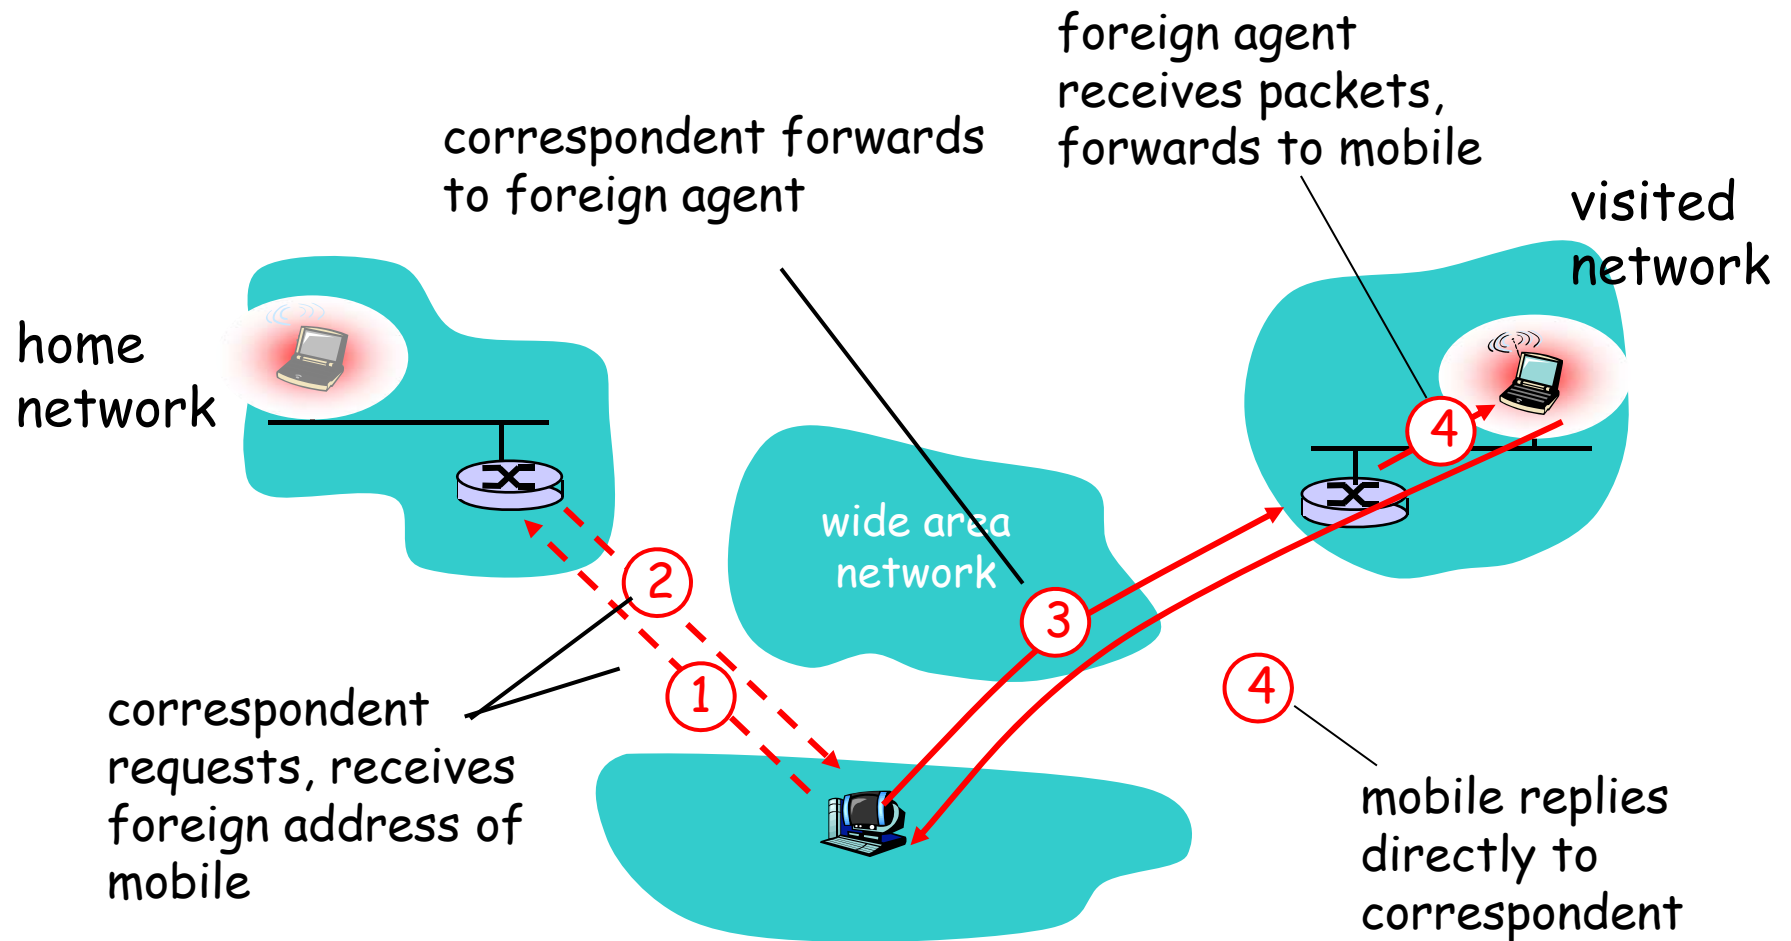 foreign agent
receives packets,
forwards to mobile
correspondent forwards
to foreign agent
visited
network
home
network
4
wide area
network
2
3
1
4
correspondent
requests, receives
foreign address of
mobile
mobile replies
directly to
correspondent